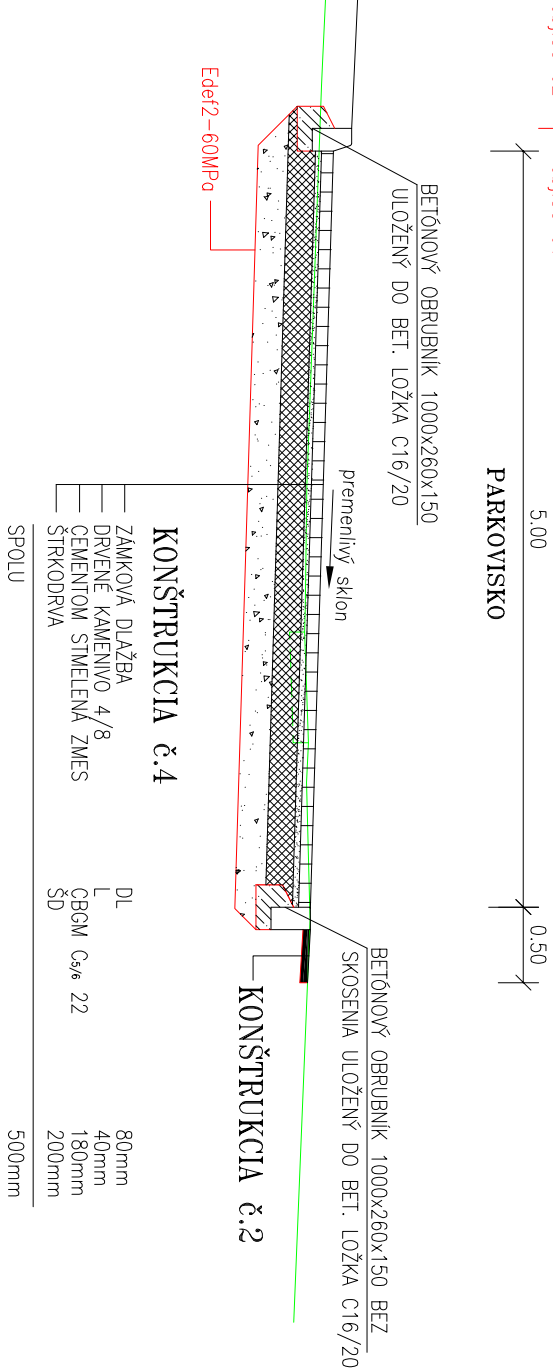 5.00
0.50
PARKOVISKO
BETÓNOVÝ OBRUBNÍK 1000x260x150
ULOŽENÝ DO BET. LOŽKA C16/20
BETÓNOVÝ OBRUBNÍK 1000x260x150 BEZ
SKOSENIA ULOŽENÝ DO BET. LOŽKA C16/20
premenlivý sklon
Edef2-60MPa
KONŠTRUKCIA č.2
KONŠTRUKCIA č.4
ZÁMKOVÁ DLAŽBA DL 80mm
DRVENÉ KAMENIVO 4/8 L 40mm
CEMENTOM STMELENÁ ZMES CBGM C5/6 22 180mm
ŠTRKODRVA ŠD 200mm
SPOLU 500mm